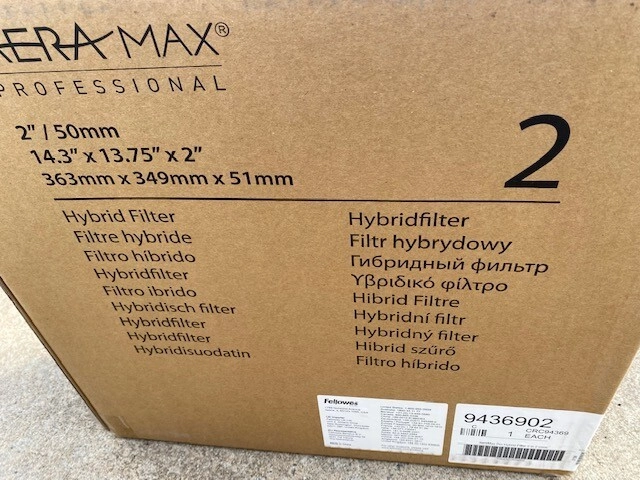 AERAMAX®
PROFESSIONAL
2
2" / 50mm
14.3" x 13.75" x 2"
363mm x 349mm x 51mm
Hybrid Filter
Filtre hybride
Filtro híbrido
Hybridfilter
Filtro ibrido
Hybridisch filter
Hybridfilter
Hybridfilter
Hybridisuodatin
Hybridfilter
Filtr hybrydowy
Гибридный фильтр
Υβριδικό φίλτρο
Hibrid Filtre
Hybridní filtr
Hybridný filter
Hibrid szűrő
Filtro híbrido
Fellowes
9436902
CRC94369
1 EACH